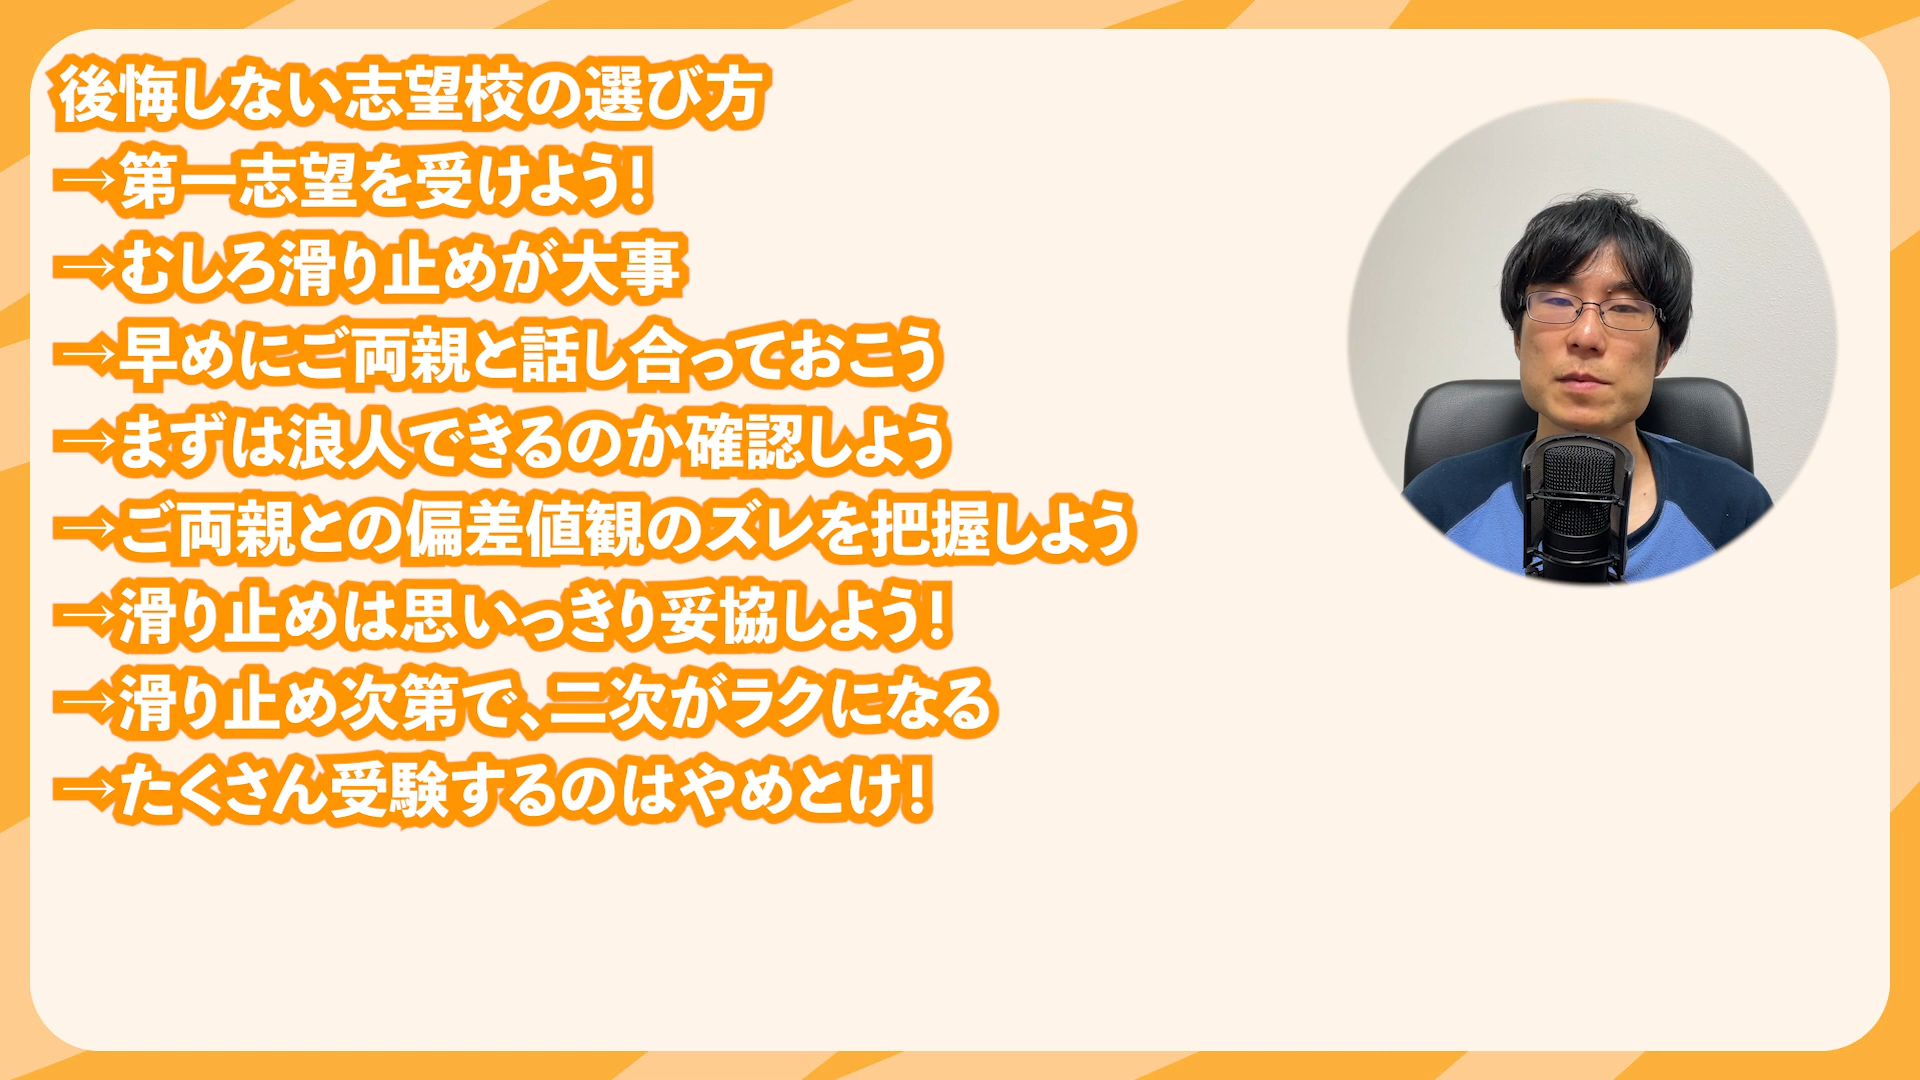 後悔しない志望校の選び方
→第一志望を受けよう!
→むしろ滑り止めが大事
→早めにご両親と話し合っておこう
→まずは浪人できるのか確認しよう
→ご両親との偏差値観のズレを把握しよう
→滑り止めは思いっきり妥協しよう!
→滑り止め次第で、二次がラクになる
→たくさん受験するのはやめとけ!